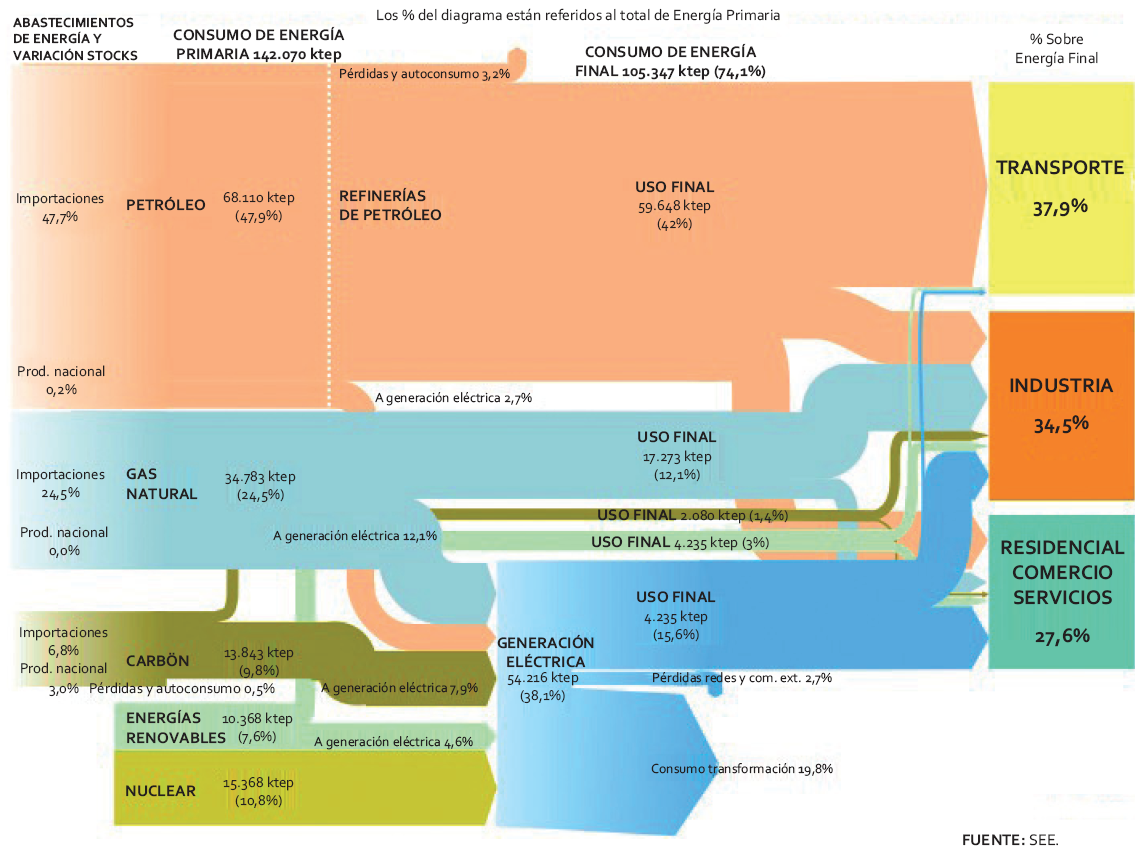 Los % del diagrama están referidos al total de Energía Primaria
ABASTECIMIENTOS
DE ENERGÍA Y
VARIACIÓN STOCKS
CONSUMO DE ENERGÍA
PRIMARIA 142.070 ktep
Pérdidas y autoconsumo 3,2%
CONSUMO DE ENERGÍA
FINAL 105.347 ktep (74,1%)
% Sobre
Energía Final
Importaciones
47,7%
PETRÓLEO
68.110 ktep
(47,9%)
REFINERÍAS
DE PETRÓLEO
USO FINAL
59.648 ktep
(42%)
TRANSPORTE
37,9%
Prod. nacional
0,2%
A generación eléctrica 2,7%
INDUSTRIA
34,5%
Importaciones
24,5%
GAS
NATURAL
34.783 ktep
(24,5%)
USO FINAL
17.273 ktep
(12,1%)
Prod. nacional
0,0%
A generación eléctrica 12,1%
USO FINAL 2.080 ktep (1,4%)
USO FINAL 4.235 ktep (3%)
RESIDENCIAL
COMERCIO
SERVICIOS
27,6%
USO FINAL
4.235 ktep
(15,6%)
Importaciones
6,8%
Prod. nacional
3,0%
CARBÖN
13.843 ktep
(9,8%)
Pérdidas y autoconsumo 0,5%
A generación eléctrica 7,9%
GENERACIÓN
ELÉCTRICA
54.216 ktep
(38,1%)
Pérdidas redes y com. ext. 2,7%
ENERGÍAS
RENOVABLES
10.368 ktep
(7,6%)
A generación eléctrica 4,6%
NUCLEAR
15.368 ktep
(10,8%)
Consumo transformación 19,8%
FUENTE: SEE.